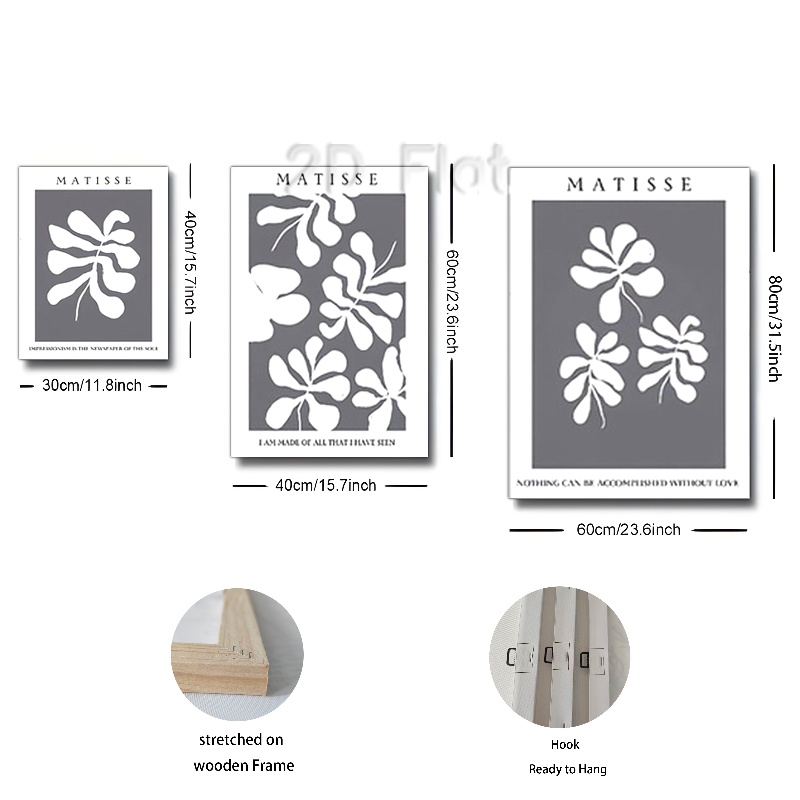 2D Flat
MATISSE
IMPRESSIONISM IS THE NEWSPAPER OF THE SOUL
40cm/15.7inch
30cm/11.8inch
MATISSE
I AM MADE OF ALL THAT I HAVE SEEN
60cm/23.6inch
40cm/15.7inch
MATISSE
NOTHING CAN BE ACCOMPLISHED WITHOUT LOVE
80cm/31.5inch
60cm/23.6inch
stretched on
wooden Frame
Hook
Ready to Hang